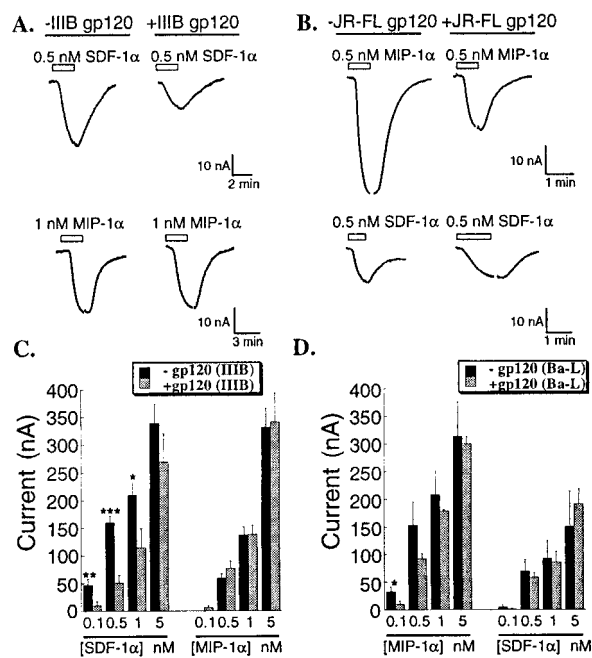 A.
-IIIB gp120 +IIIB gp120
0.5 nM SDF-1α 0.5 nM SDF-1α
10 nA
2 min
1 nM MIP-1α 1 nM MIP-1α
10 nA
3 min
B.
-JR-FL gp120 +JR-FL gp120
0.5 nM MIP-1α 0.5 nM MIP-1α
10 nA
1 min
0.5 nM SDF-1α 0.5 nM SDF-1α
10 nA
1 min
C.
- gp120 (IIIB)
+gp120 (IIIB)
Current (nA)
400
350
300
250
200
150
100
50
0
** *** *
0.1 0.5 1 5 0.1 0.5 1 5
[SDF-1α] nM [MIP-1α] nM
D.
- gp120 (Ba-L)
+gp120 (Ba-L)
Current (nA)
400
350
300
250
200
150
100
50
0
*
0.1 0.5 1 5 0.1 0.5 1 5
[MIP-1α] nM [SDF-1α] nM